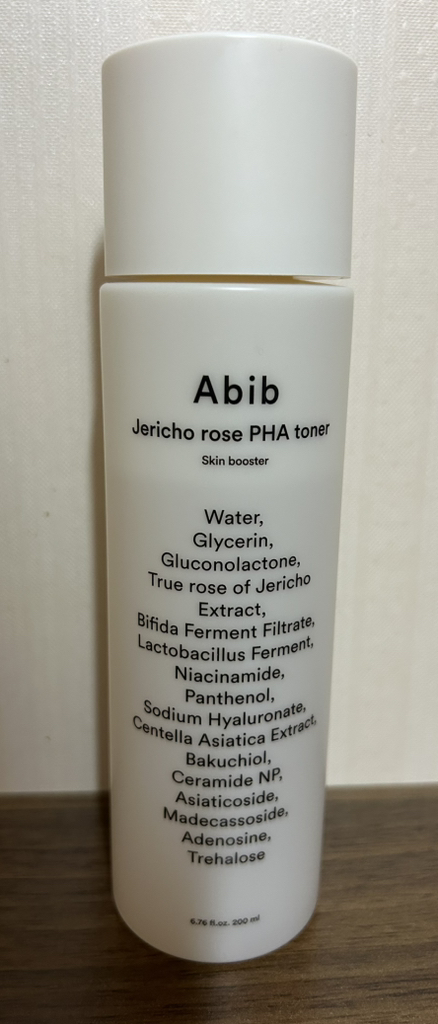 Abib
Jericho rose PHA toner
Skin booster
Water,
Glycerin,
Gluconolactone,
True rose of Jericho
Extract,
Bifida Ferment Filtrate,
Lactobacillus Ferment,
Niacinamide,
Panthenol,
Sodium Hyaluronate,
Centella Asiatica Extract,
Bakuchiol,
Ceramide NP,
Asiaticoside,
Madecassoside,
Adenosine,
Trehalose
6.76 fl.oz. 200 ml